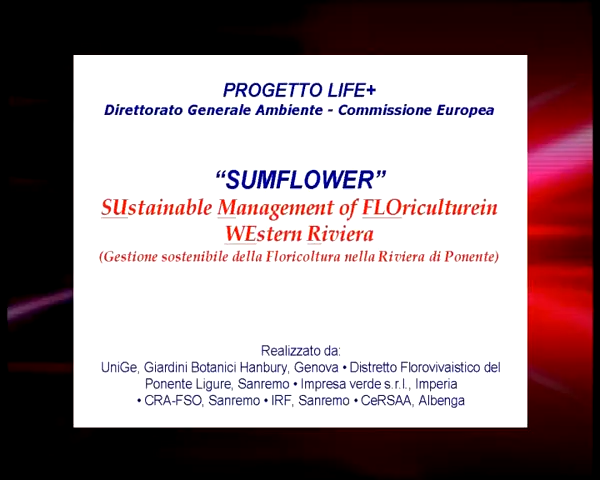 PROGETTO LIFE+
Direttorato Generale Ambiente - Commissione Europea
“SUMFLOWER”
SUstainable Management of FLOriculturein
WEstern Riviera
(Gestione sostenibile della Floricoltura nella Riviera di Ponente)
Realizzato da:
UniGe, Giardini Botanici Hanbury, Genova • Distretto Florovivaistico del
Ponente Ligure, Sanremo • Impresa verde s.r.l., Imperia
• CRA-FSO, Sanremo • IRF, Sanremo • CeRSAA, Albenga